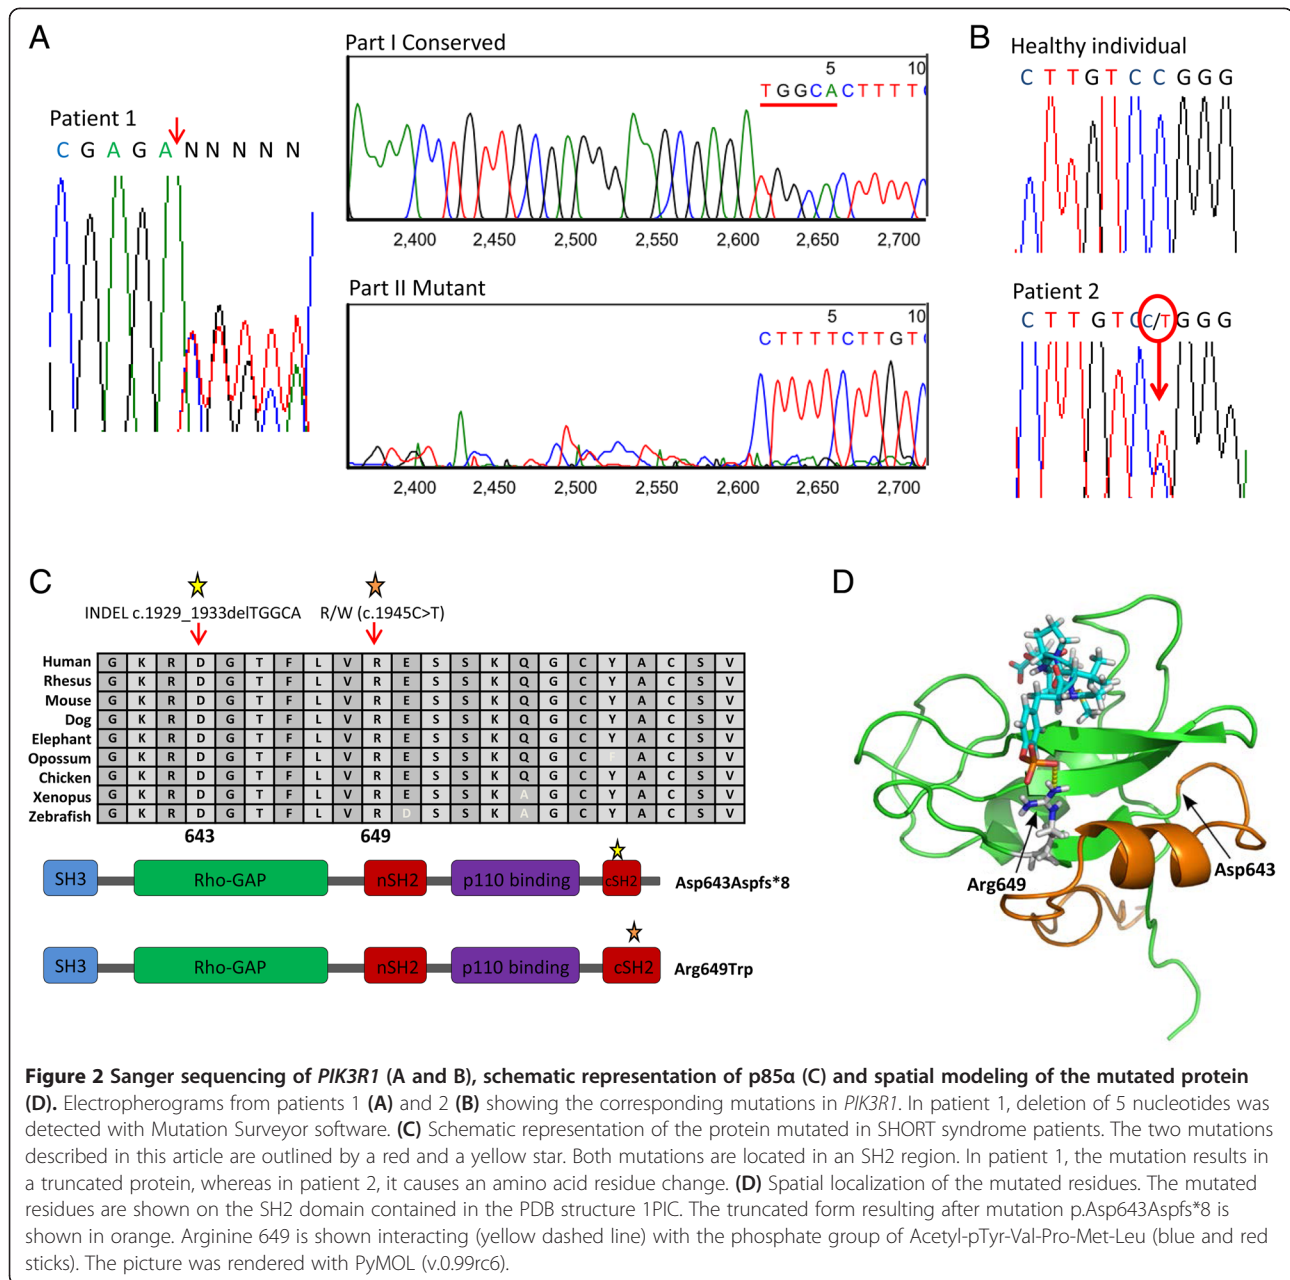 A
Patient 1
C G A G A N N N N N
Part I Conserved
5 10
T G G C A C T T T T
2,400 2,450 2,500 2,550 2,600 2,650 2,700
Part II Mutant
5 10
C T T T T C T T G T
2,400 2,450 2,500 2,550 2,600 2,650 2,700
B
Healthy individual
C T T G T C C G G G
Patient 2
C T T G T C C/T G G G
C
INDEL c.1929_1933delTGGCA R/W (c.1945C>T)
Human G K R D G T F L V R E S S K Q G C Y A C S V
Rhesus G K R D G T F L V R E S S K Q G C Y A C S V
Mouse G K R D G T F L V R E S S K Q G C Y A C S V
Dog G K R D G T F L V R E S S K Q G C Y A C S V
Elephant G K R D G T F L V R E S S K Q G C Y A C S V
Opossum G K R D G T F L V R E S S K Q G C F A C S V
Chicken G K R D G T F L V R E S S K Q G C Y A C S V
Xenopus G K R D G T F L V R E S S K A G C Y A C S V
Zebrafish G K R D G T F L V R D S S K A G C Y A C S V
643 649
SH3 Rho-GAP nSH2 p110 binding cSH2 Asp643Aspfs*8
SH3 Rho-GAP nSH2 p110 binding cSH2 Arg649Trp
D
Arg649
Asp643
Figure 2 Sanger sequencing of PIK3R1 (A and B), schematic representation of p85α (C) and spatial modeling of the mutated protein
(D). Electropherograms from patients 1 (A) and 2 (B) showing the corresponding mutations in PIK3R1. In patient 1, deletion of 5 nucleotides was
detected with Mutation Surveyor software. (C) Schematic representation of the protein mutated in SHORT syndrome patients. The two mutations
described in this article are outlined by a red and a yellow star. Both mutations are located in an SH2 region. In patient 1, the mutation results in
a truncated protein, whereas in patient 2, it causes an amino acid residue change. (D) Spatial localization of the mutated residues. The mutated
residues are shown on the SH2 domain contained in the PDB structure 1PIC. The truncated form resulting after mutation p.Asp643Aspfs*8 is
shown in orange. Arginine 649 is shown interacting (yellow dashed line) with the phosphate group of Acetyl-pTyr-Val-Pro-Met-Leu (blue and red
sticks). The picture was rendered with PyMOL (v.0.99rc6).